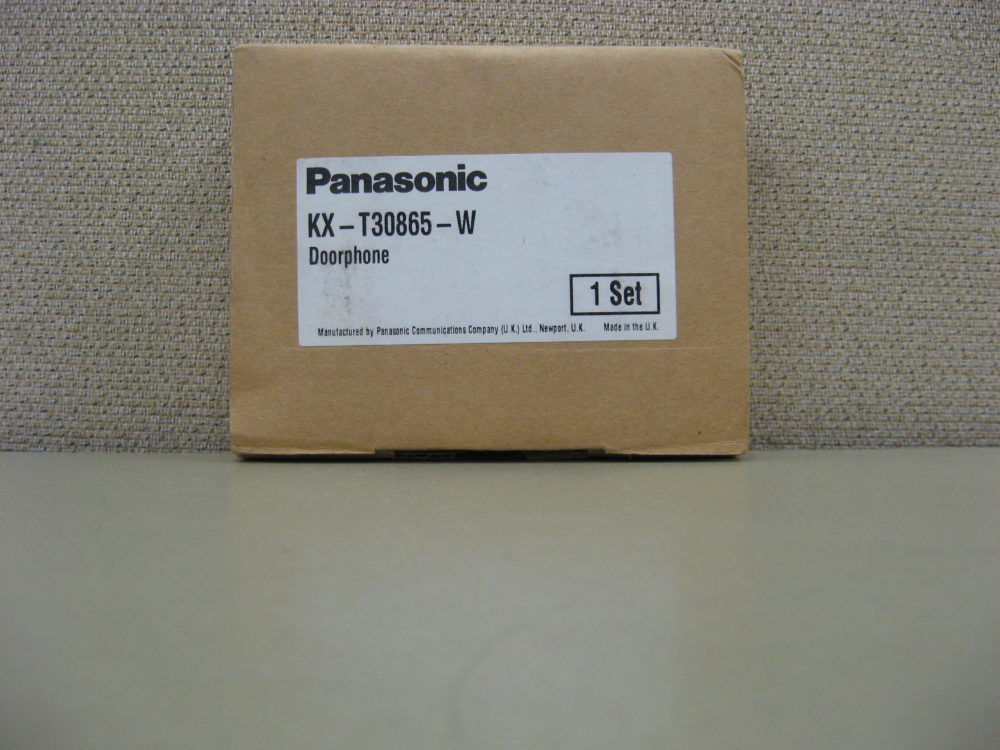 Panasonic
KX-T30865-W
Doorphone
1 Set
Manufactured by Panasonic Communications Company (U.K.) Ltd., Newport, U.K. Made in the U.K.